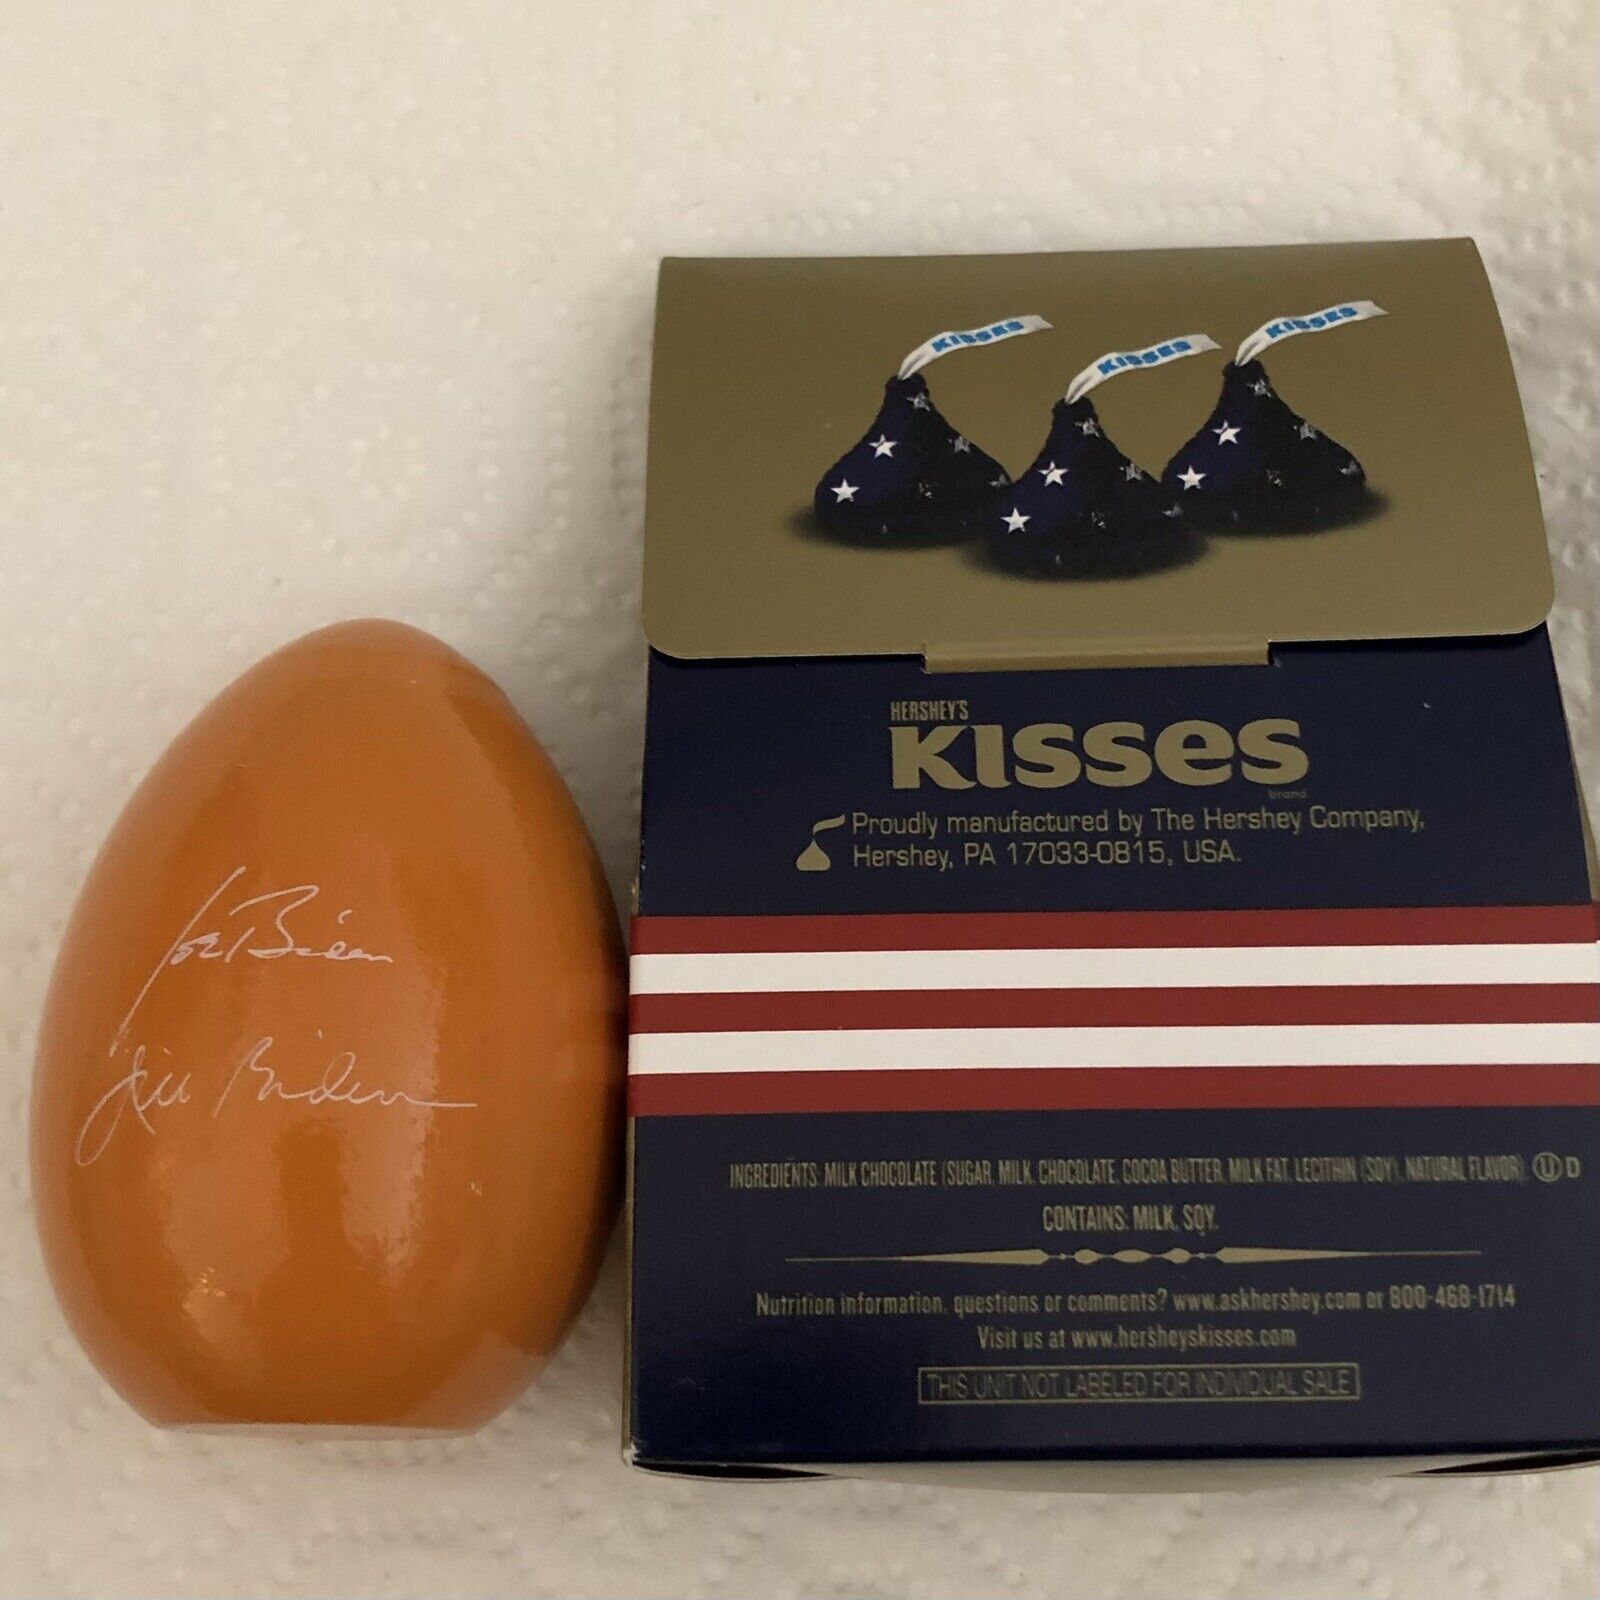 KISSES
KISSES
KISSES
HERSHEY'S
KISSES
brand
Proudly manufactured by The Hershey Company,
Hershey, PA 17033-0815, USA.
Joe Biden
Jill Biden
INGREDIENTS: MILK CHOCOLATE (SUGAR, MILK, CHOCOLATE, COCOA BUTTER, MILK FAT, LECITHIN (SOY), NATURAL FLAVOR). Ⓤ D
CONTAINS: MILK, SOY.
Nutrition information, questions or comments? www.askhershey.com or 800-468-1714
Visit us at www.hersheyskisses.com
THIS UNIT NOT LABELED FOR INDIVIDUAL SALE